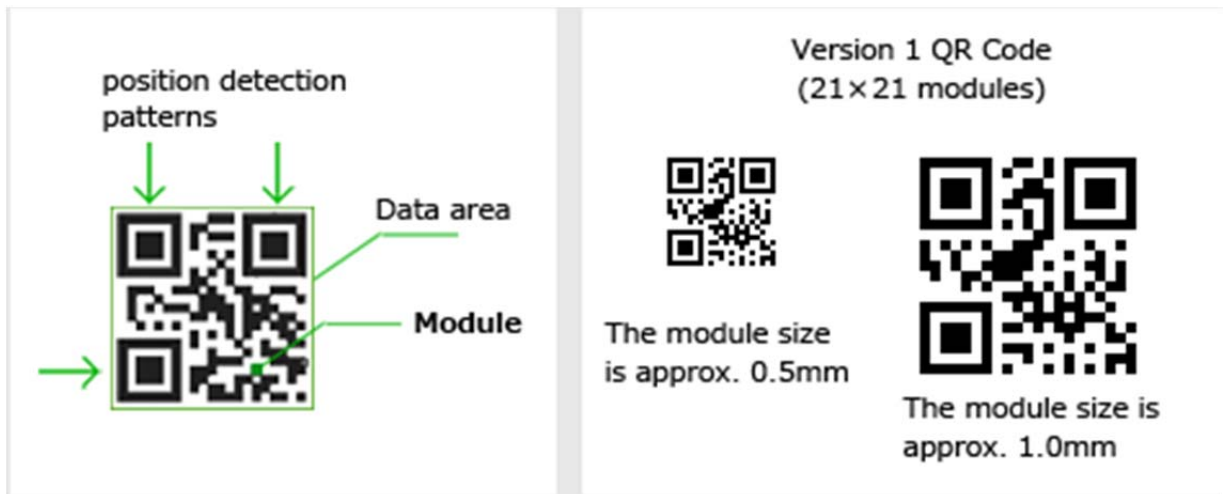 position detection
patterns
Data area
Module
Version 1 QR Code
(21×21 modules)
The module size
is approx. 0.5mm
The module size is
approx. 1.0mm